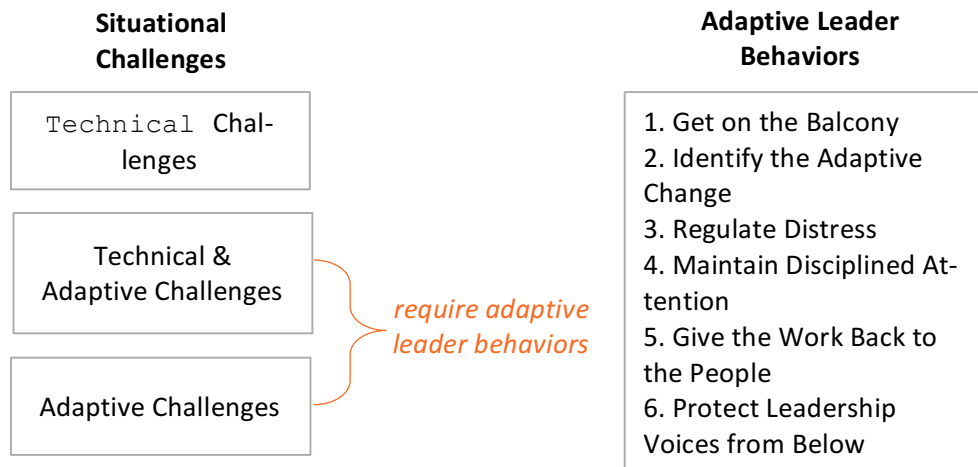 Situational
Challenges
Technical Chal-
lenges
Technical &
Adaptive Challenges
Adaptive Challenges
require adaptive
leader behaviors
Adaptive Leader
Behaviors
1. Get on the Balcony
2. Identify the Adaptive
Change
3. Regulate Distress
4. Maintain Disciplined At-
tention
5. Give the Work Back to
the People
6. Protect Leadership
Voices from Below